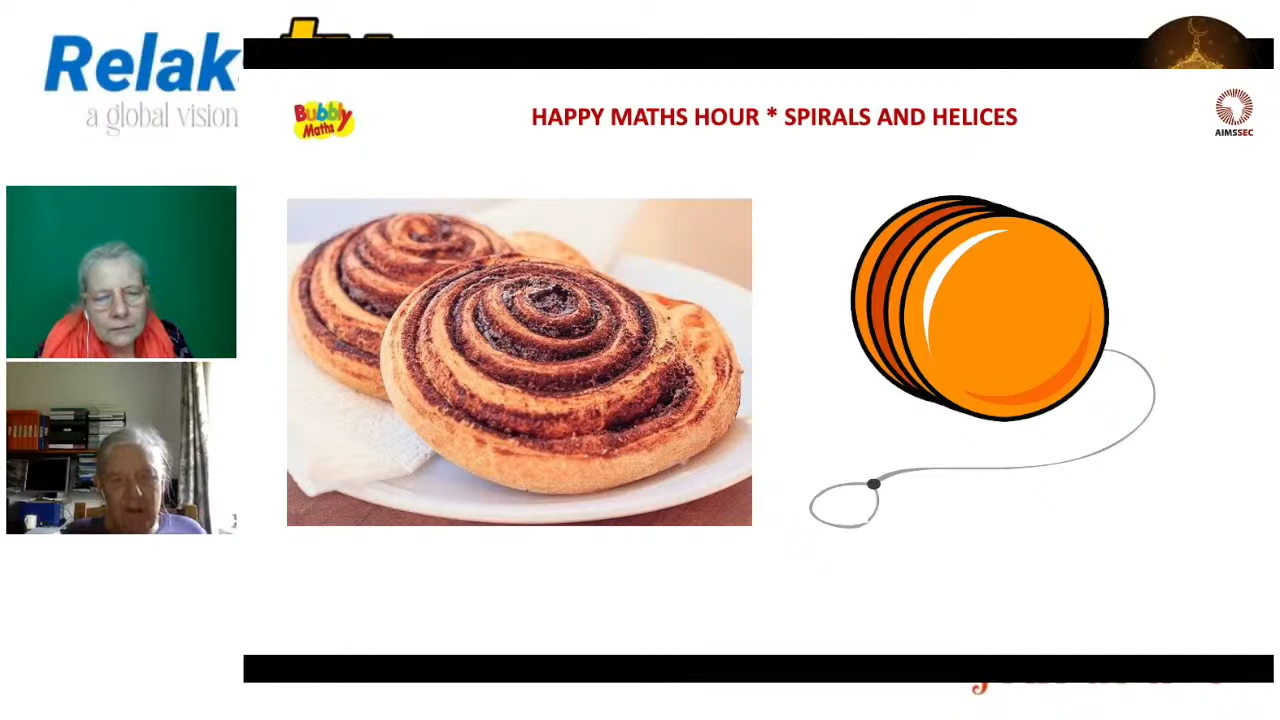 Relak
a global vision
Bubbly
Maths
HAPPY MATHS HOUR * SPIRALS AND HELICES
AIMSSEC